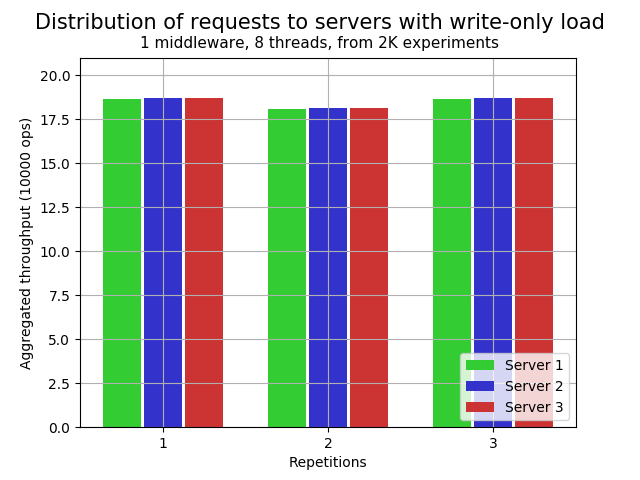 Distribution of requests to servers with write-only load
1 middleware, 8 threads, from 2K experiments
Aggregated throughput (10000 ops)
20.0
17.5
15.0
12.5
10.0
7.5
5.0
2.5
0.0
Server 1
Server 2
Server 3
1 2 3
Repetitions